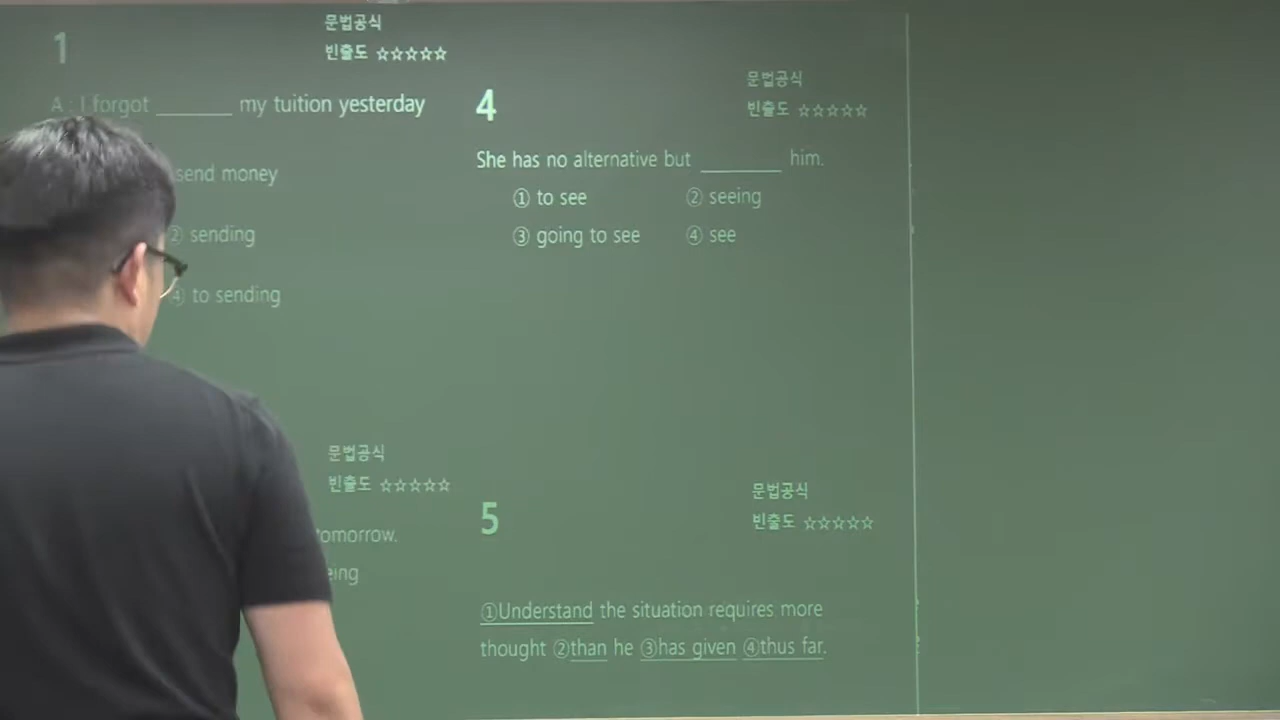 1
문법공식
빈출도 ☆☆☆☆☆
A : I forgot ________ my tuition yesterday
send money
② sending
④ to sending
문법공식
빈출도 ☆☆☆☆☆
tomorrow.
eing
4
문법공식
빈출도 ☆☆☆☆☆
She has no alternative but ________ him.
① to see ② seeing
③ going to see ④ see
5
문법공식
빈출도 ☆☆☆☆☆
①Understand the situation requires more
thought ②than he ③has given ④thus far.